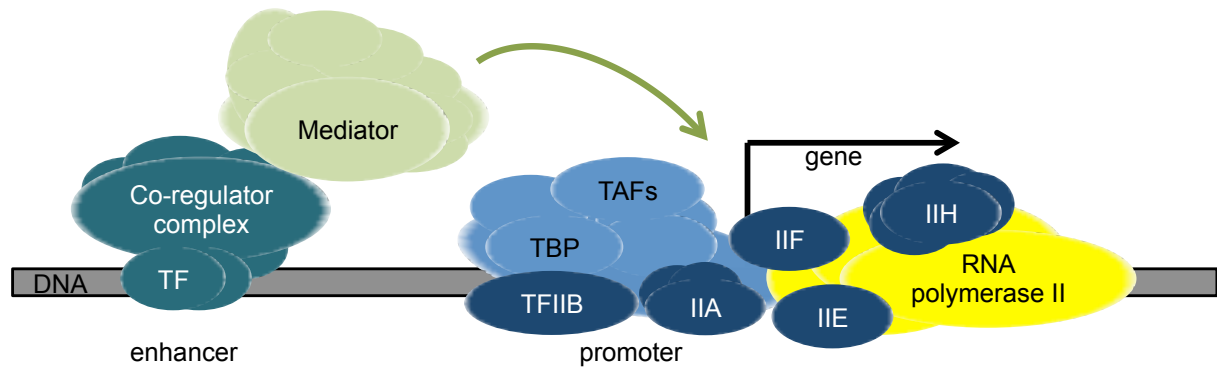 Mediator
gene
Co-regulator
complex
TAFs
IIH
TBP
IIF
RNA
polymerase II
DNA
TF
TFIIB
IIA
IIE
enhancer
promoter